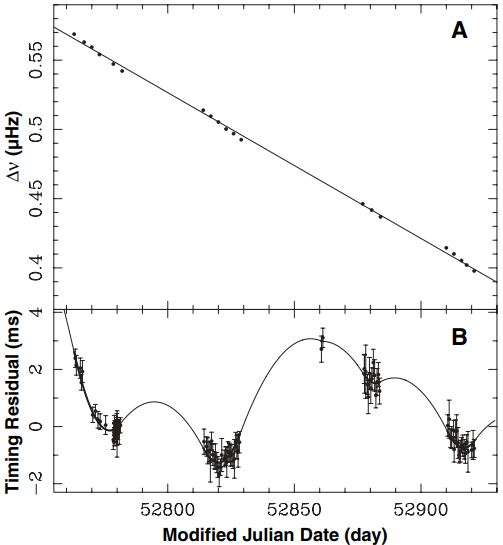 A
0.55
0.5
0.45
0.4
Δν (μHz)
B
4
2
0
−2
Timing Residual (ms)
52800 52850 52900
Modified Julian Date (day)